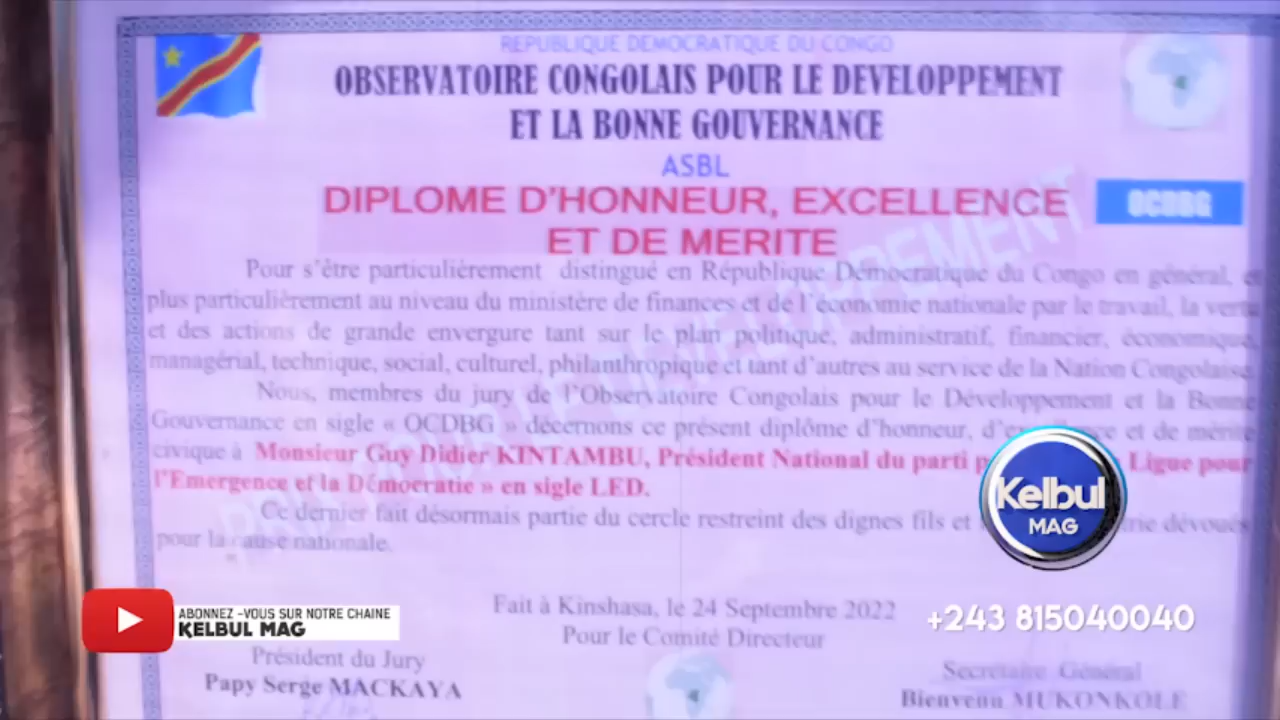 REPUBLIQUE DEMOCRATIQUE DU CONGO
OBSERVATOIRE CONGOLAIS POUR LE DEVELOPPEMENT
ET LA BONNE GOUVERNANCE
ASBL
DIPLOME D'HONNEUR, EXCELLENCE
OCDBG
ET DE MERITE
Pour s'être particulièrement distingué en République Démocratique du Congo en général, et
plus particulièrement au niveau du ministère de finances et de l'économie nationale par le travail, la vertu
et des actions de grande envergure tant sur le plan politique, administratif, financier, économique,
managérial, technique, social, culturel, philanthropique et tant d'autres au service de la Nation Congolaise.
Nous, membres du jury de l'Observatoire Congolais pour le Développement et la Bonne
Gouvernance en sigle « OCDBG » décernons ce présent diplôme d'honneur, et de mérite
civique à Monsieur Guy Didier KINTAMBU, Président National du parti Ligue pour
l'Emergence et la Démocratie » en sigle LED.
Ce dernier fait désormais partie du cercle restreint des dignes fils et dévoués
pour la cause nationale.
Kelbul
MAG
Fait à Kinshasa, le 24 Septembre 2022
Pour le Comité Directeur
+243 815040040
ABONNEZ -VOUS SUR NOTRE CHAINE
KELBUL MAG
Président du Jury
Papy Serge MACKAYA
Secrétaire Général
Bienvenu MUKONKOLE